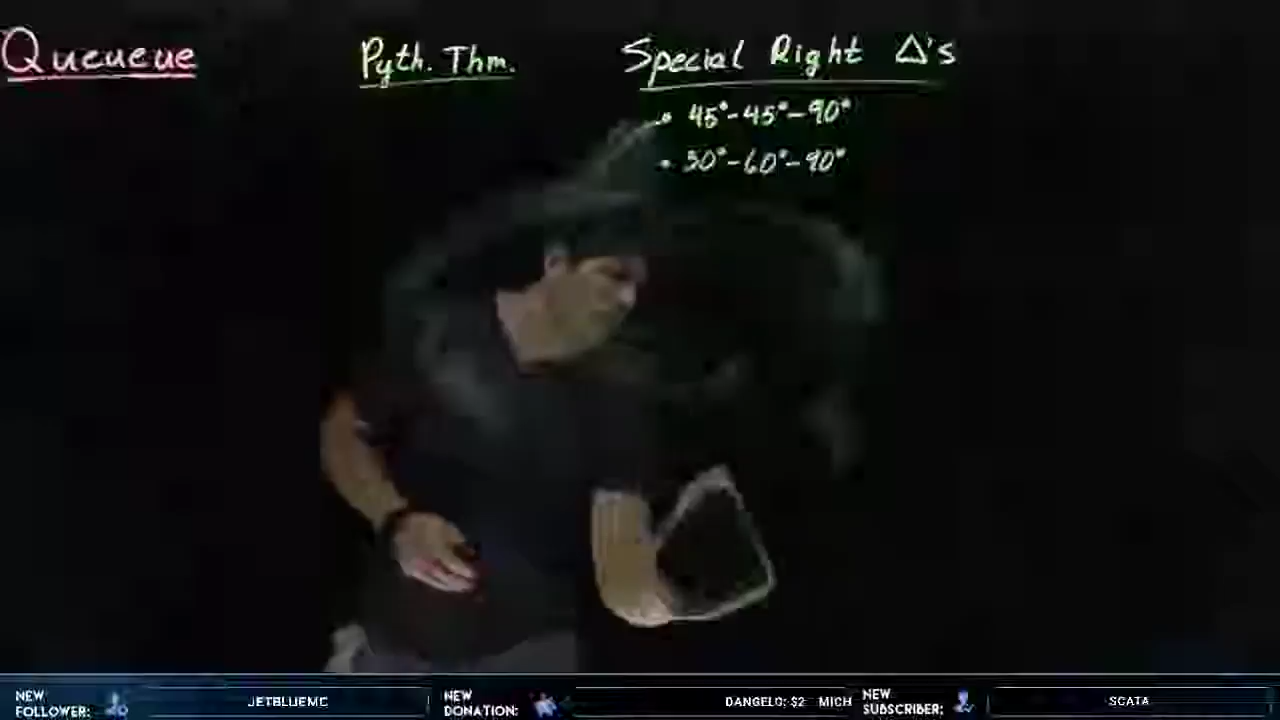 Queueue
Pyth. Thm.
Special Right Δ's
• 45°-45°-90°
• 30°-60°-90°
NEW FOLLOWER: JETBLUEMC
NEW DONATION: DANGELO: $2 MICH
NEW SUBSCRIBER: SCATA